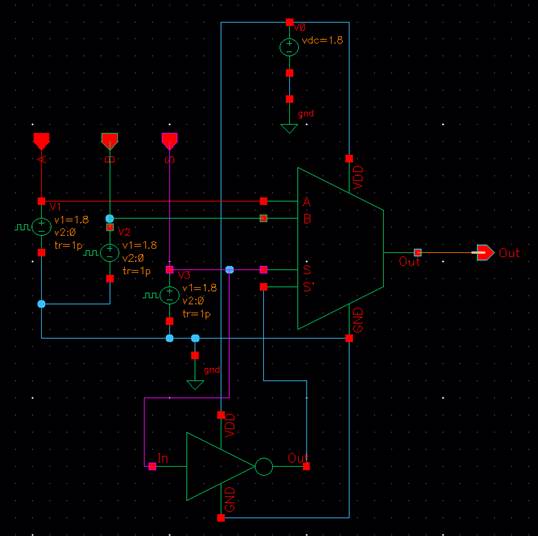 V0
vdc=1.8
gnd
A
B
S
VDD
V1
v1=1.8
v2:0
tr=1p
V2
v1=1.8
v2:0
tr=1p
V3
v1=1.8
v2:0
tr=1p
A
B
S
S'
Out
Out
GND
gnd
VDD
In
Out
GND